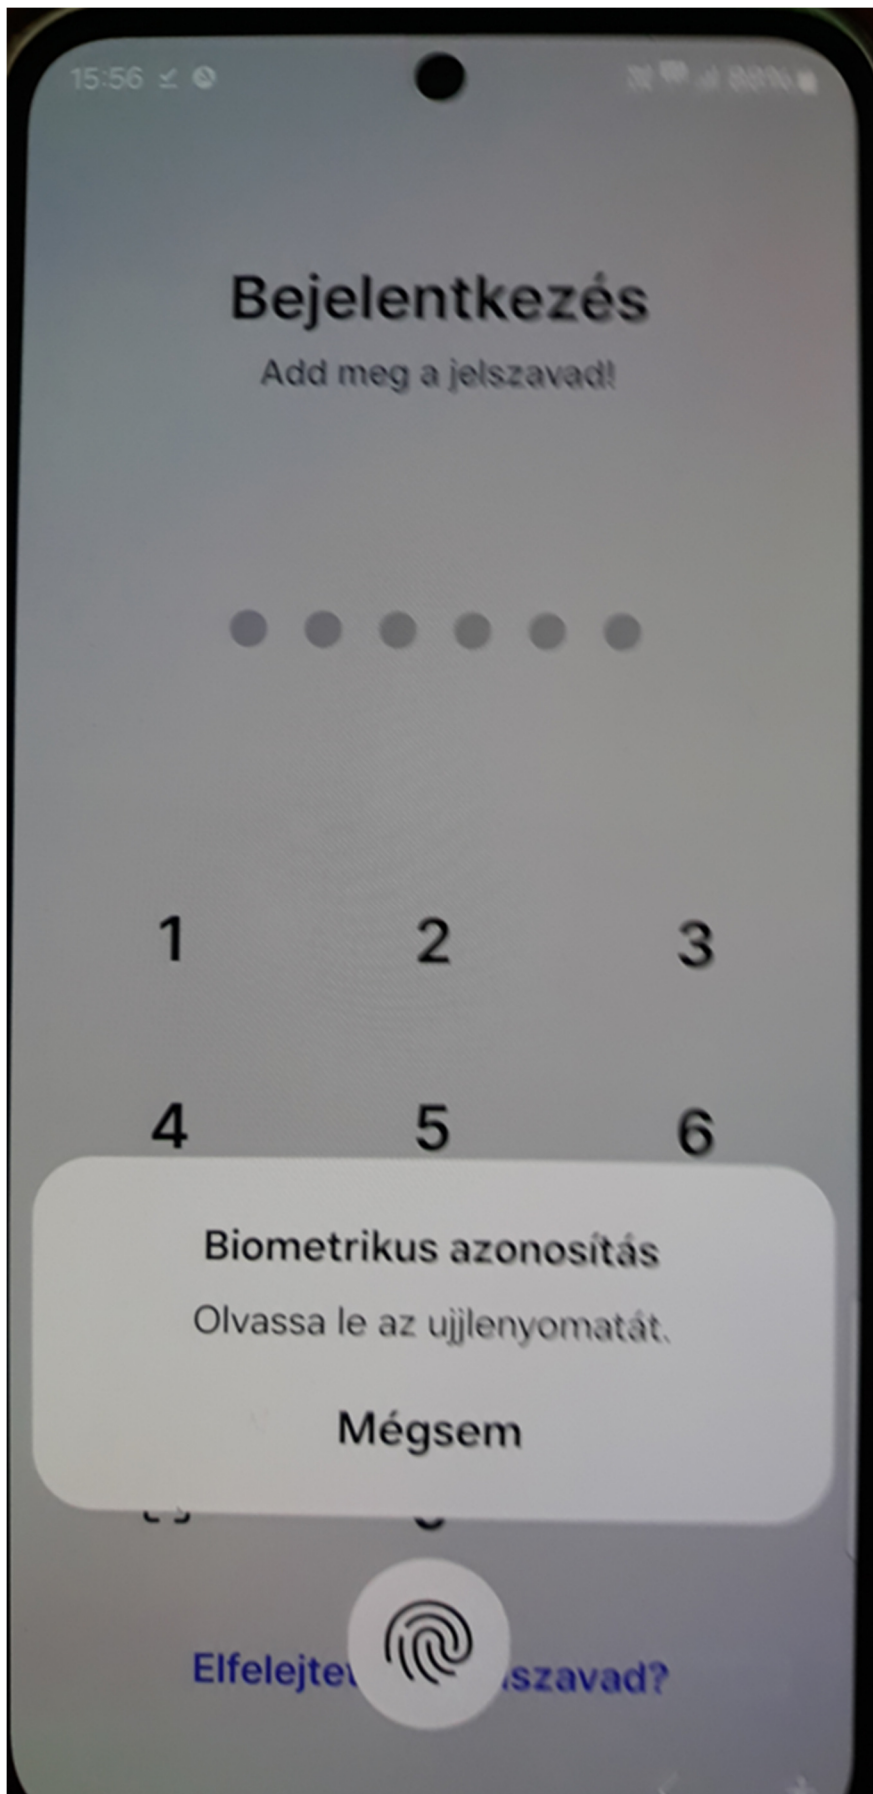 15:56
Bejelentkezés
Add meg a jelszavad!
1 2 3
4 5 6
Biometrikus azonosítás
Olvassa le az ujjlenyomatát.
Mégsem